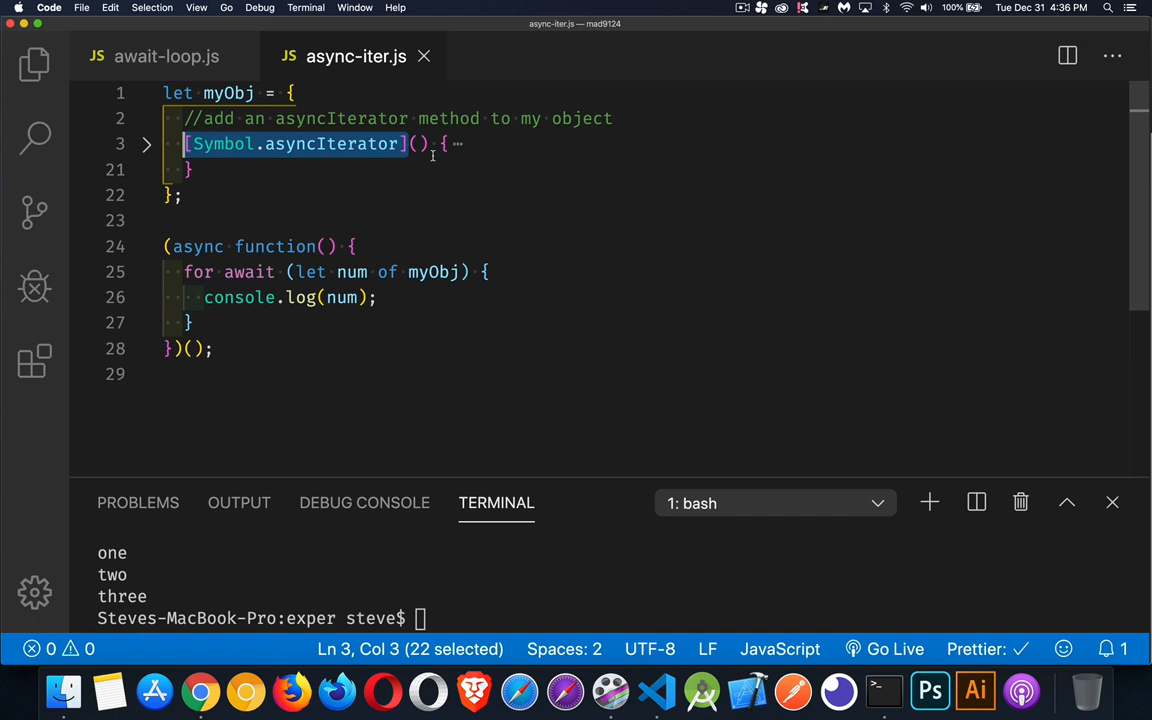 Code File Edit Selection View Go Debug Terminal Window Help 100% Tue Dec 31 4:36 PM
async-iter.js — mad9124
JS await-loop.js JS async-iter.js
1 let myObj = {
2 //add an asyncIterator method to my object
3 [Symbol.asyncIterator]() { ⋯
21 }
22 };
23
24 (async function() {
25 for await (let num of myObj) {
26 console.log(num);
27 }
28 })();
29
PROBLEMS OUTPUT DEBUG CONSOLE TERMINAL 1: bash
one
two
three
Steves-MacBook-Pro:exper steve$
0 0 Ln 3, Col 3 (22 selected) Spaces: 2 UTF-8 LF JavaScript Go Live Prettier: ✓ 1
Ps Ai